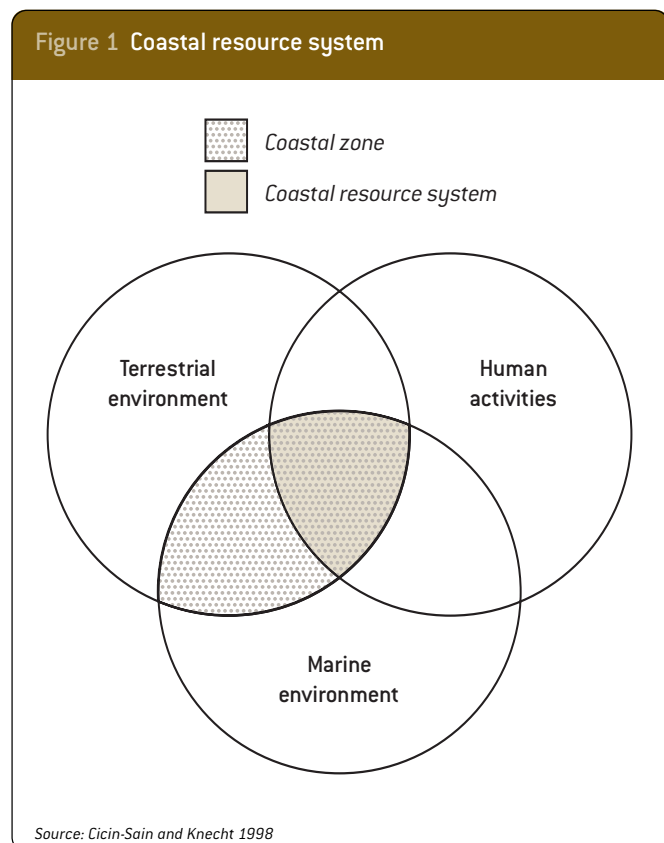 Figure 1 Coastal resource system
Coastal zone
Coastal resource system
Terrestrial
environment
Human
activities
Marine
environment
Source: Cicin-Sain and Knecht 1998